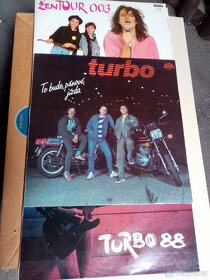 ŽENTOUR 003
turbo
To bude, pánové,
jízda
TURBO 88